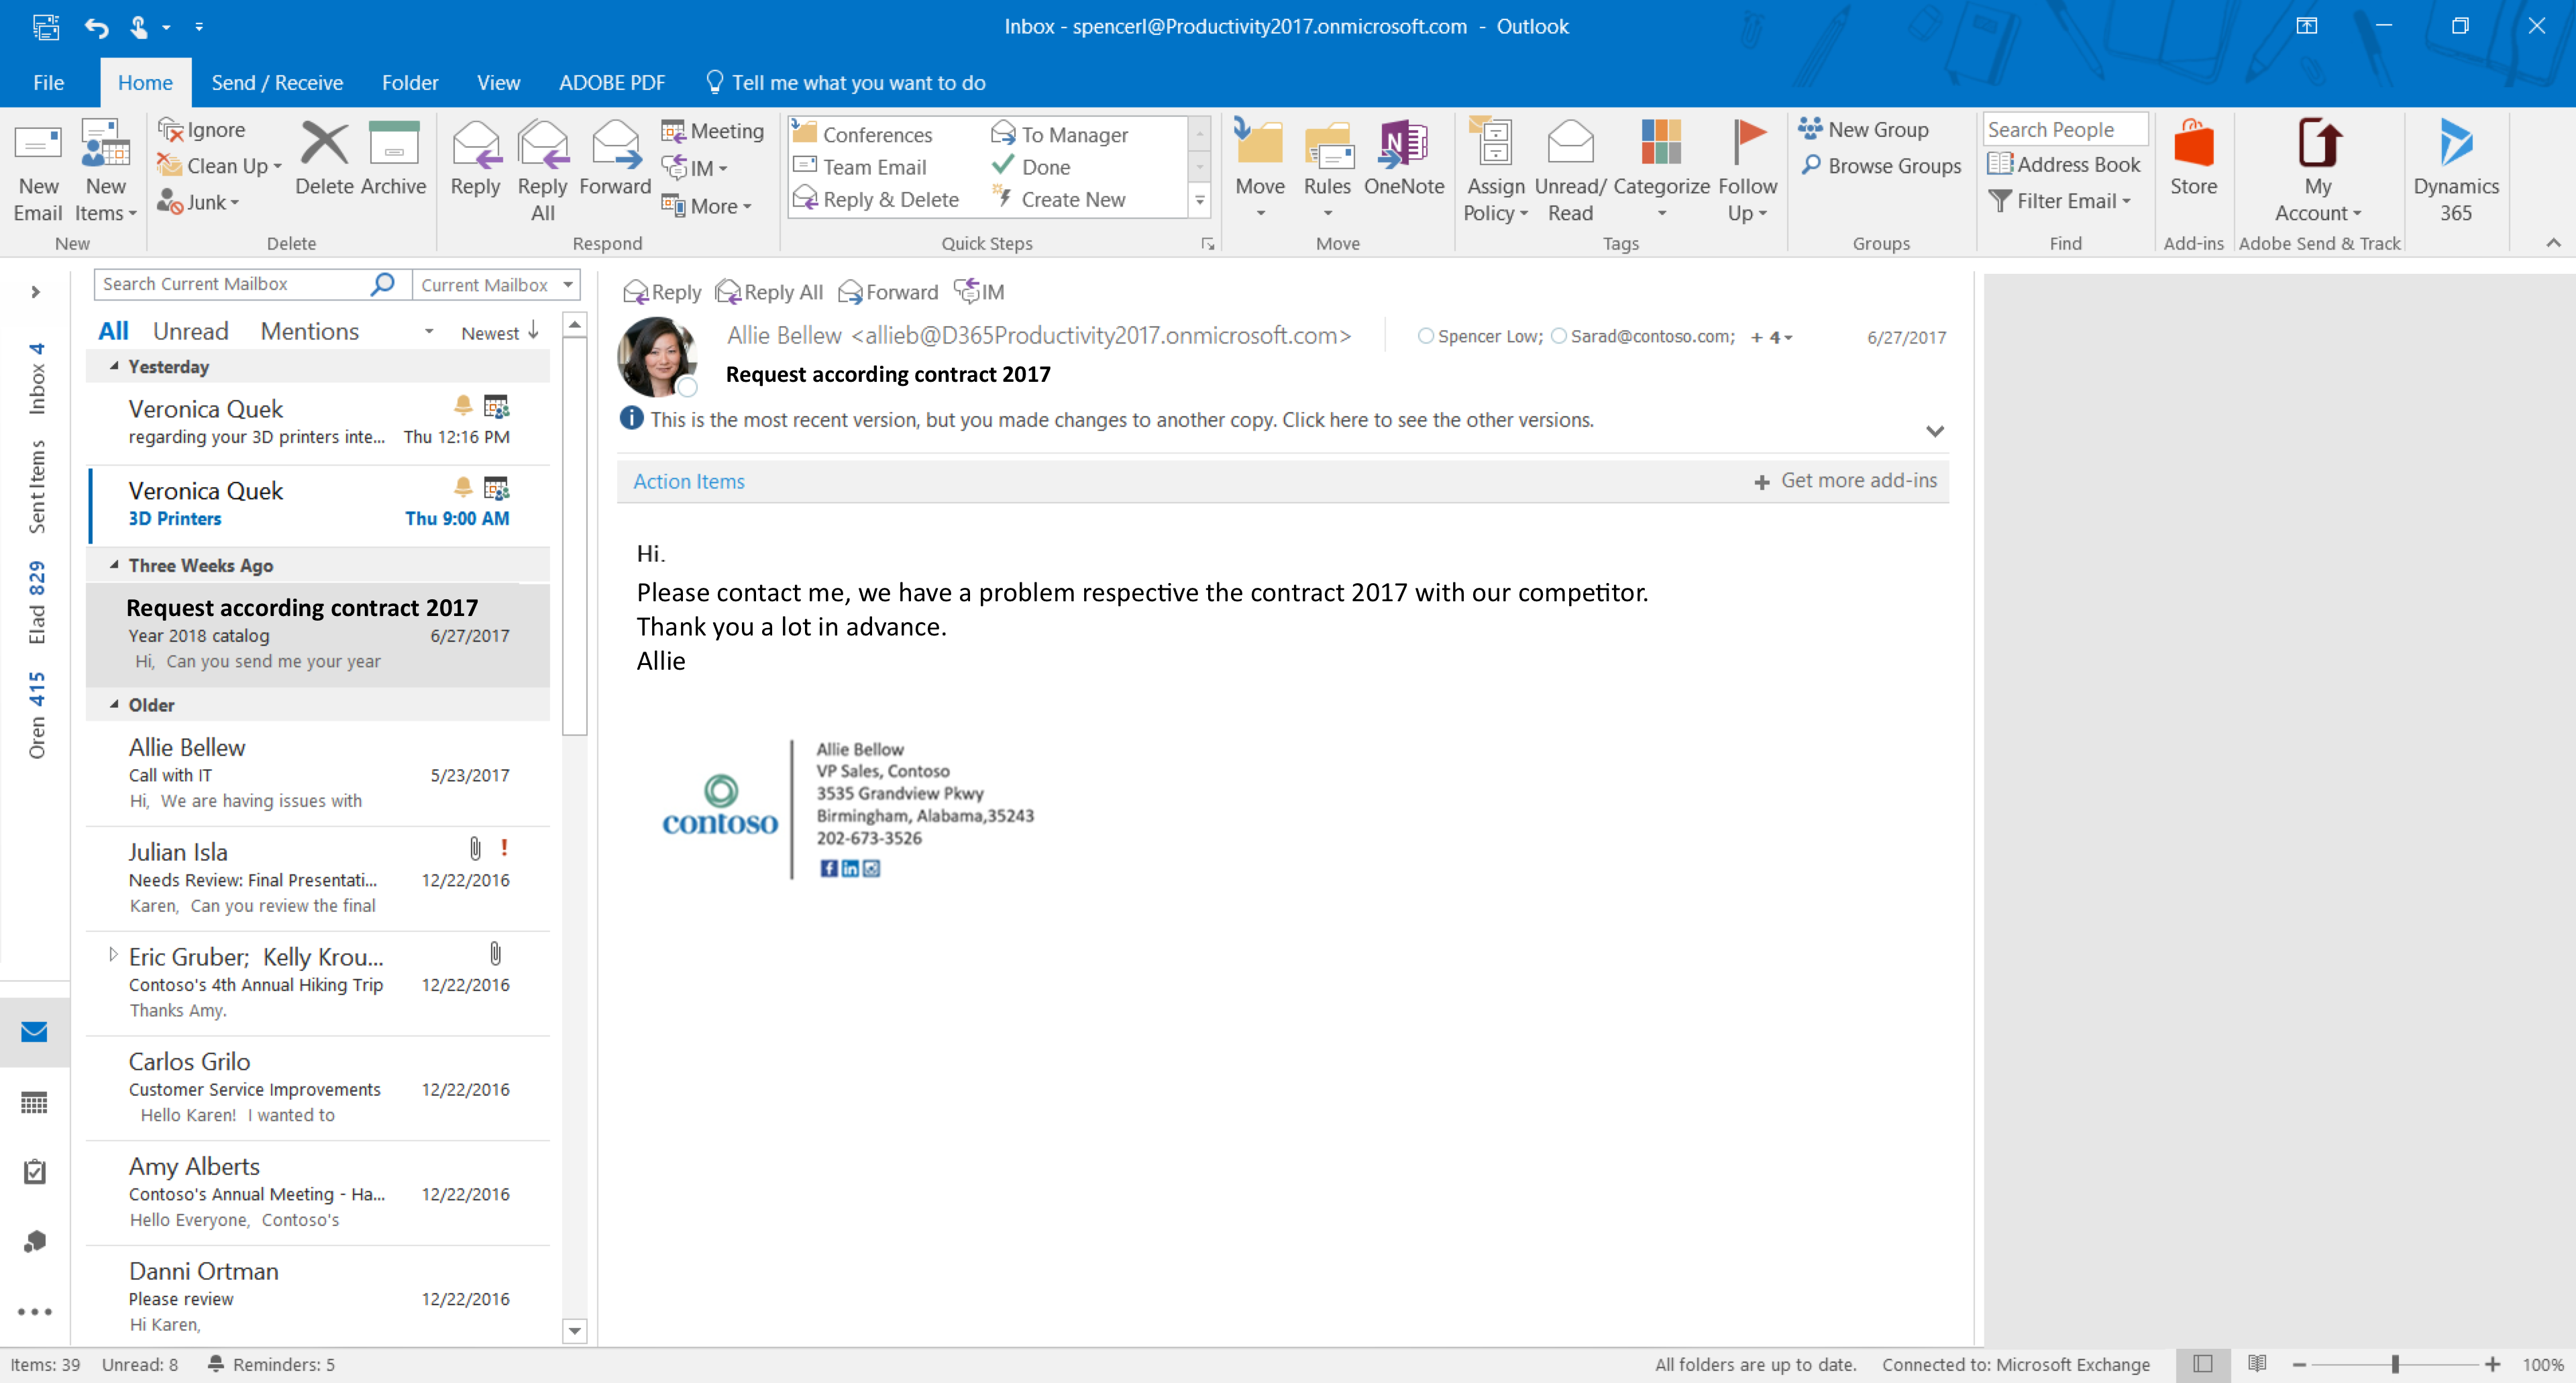 Inbox - spencerl@Productivity2017.onmicrosoft.com - Outlook
File Home Send / Receive Folder View ADOBE PDF Tell me what you want to do
New Email
New Items
New
Ignore
Clean Up
Junk
Delete
Archive
Delete
Reply
Reply All
Forward
Meeting
IM
More
Respond
Conferences
Team Email
Reply & Delete
To Manager
Done
Create New
Quick Steps
Move
Rules
OneNote
Move
Assign Policy
Unread/ Read
Categorize
Follow Up
Tags
New Group
Browse Groups
Groups
Search People
Address Book
Filter Email
Find
Store
Add-ins
My Account
Adobe Send & Track
Dynamics 365
Inbox 4
Sent Items
Elad 829
Oren 415
Search Current Mailbox Current Mailbox
All Unread Mentions Newest
Yesterday
Veronica Quek
regarding your 3D printers inte... Thu 12:16 PM
Veronica Quek
3D Printers Thu 9:00 AM
Three Weeks Ago
Request according contract 2017
Year 2018 catalog 6/27/2017
Hi, Can you send me your year
Older
Allie Bellew
Call with IT 5/23/2017
Hi, We are having issues with
Julian Isla
Needs Review: Final Presentati... 12/22/2016
Karen, Can you review the final
Eric Gruber; Kelly Krou...
Contoso's 4th Annual Hiking Trip 12/22/2016
Thanks Amy.
Carlos Grilo
Customer Service Improvements 12/22/2016
Hello Karen! I wanted to
Amy Alberts
Contoso's Annual Meeting - Ha... 12/22/2016
Hello Everyone, Contoso's
Danni Ortman
Please review 12/22/2016
Hi Karen,
Reply Reply All Forward IM
Allie Bellew <allieb@D365Productivity2017.onmicrosoft.com> Spencer Low; Sarad@contoso.com; + 4 6/27/2017
Request according contract 2017
This is the most recent version, but you made changes to another copy. Click here to see the other versions.
Action Items + Get more add-ins
Hi.
Please contact me, we have a problem respective the contract 2017 with our competitor.
Thank you a lot in advance.
Allie
contoso
Allie Bellow
VP Sales, Contoso
3535 Grandview Pkwy
Birmingham, Alabama,35243
202-673-3526
Items: 39 Unread: 8 Reminders: 5 All folders are up to date. Connected to: Microsoft Exchange 100%